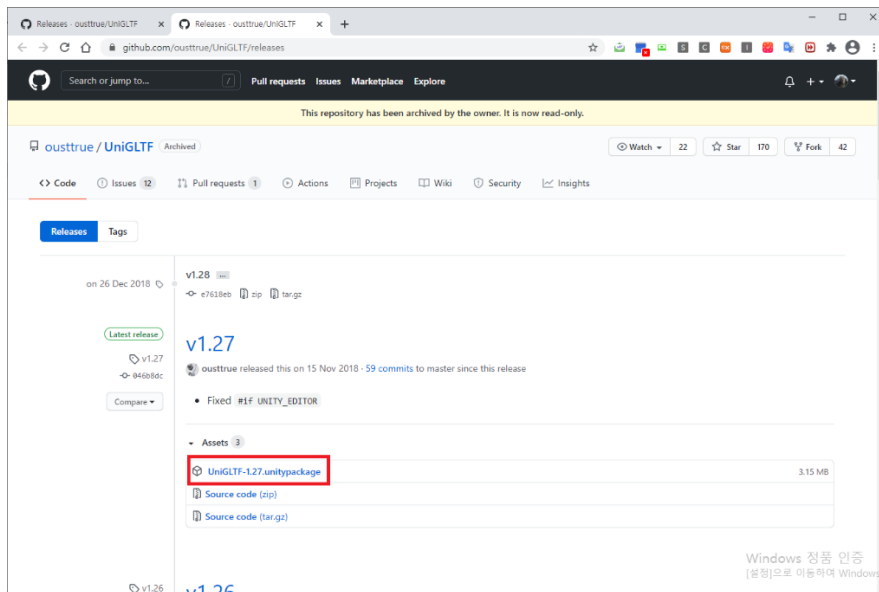 Releases · ousttrue/UniGLTF
Releases · ousttrue/UniGLTF
github.com/ousttrue/UniGLTF/releases
Search or jump to...
/
Pull requests Issues Marketplace Explore
This repository has been archived by the owner. It is now read-only.
ousttrue / UniGLTF Archived
Watch 22 Star 170 Fork 42
Code Issues 12 Pull requests 1 Actions Projects Wiki Security Insights
Releases Tags
on 26 Dec 2018
v1.28 ...
e7618eb zip tar.gz
Latest release
v1.27
046b8dc
Compare
v1.27
ousttrue released this on 15 Nov 2018 · 59 commits to master since this release
Fixed #if UNITY_EDITOR
Assets 3
UniGLTF-1.27.unitypackage 3.15 MB
Source code (zip)
Source code (tar.gz)
Windows 정품 인증
[설정]으로 이동하여 Windows
v1.26
v1.26